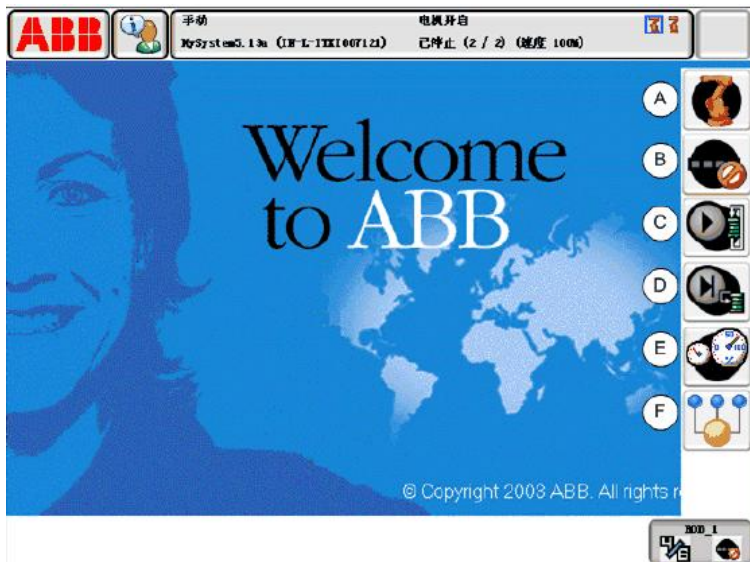 ABB
手动
电机开启
MySystem5.13a (IN-L-ITXI007121)
已停止 (2 / 2) (速度 100%)
Welcome
to ABB
A
B
C
D
E
F
© Copyright 2003 ABB. All rights r
ROB_1